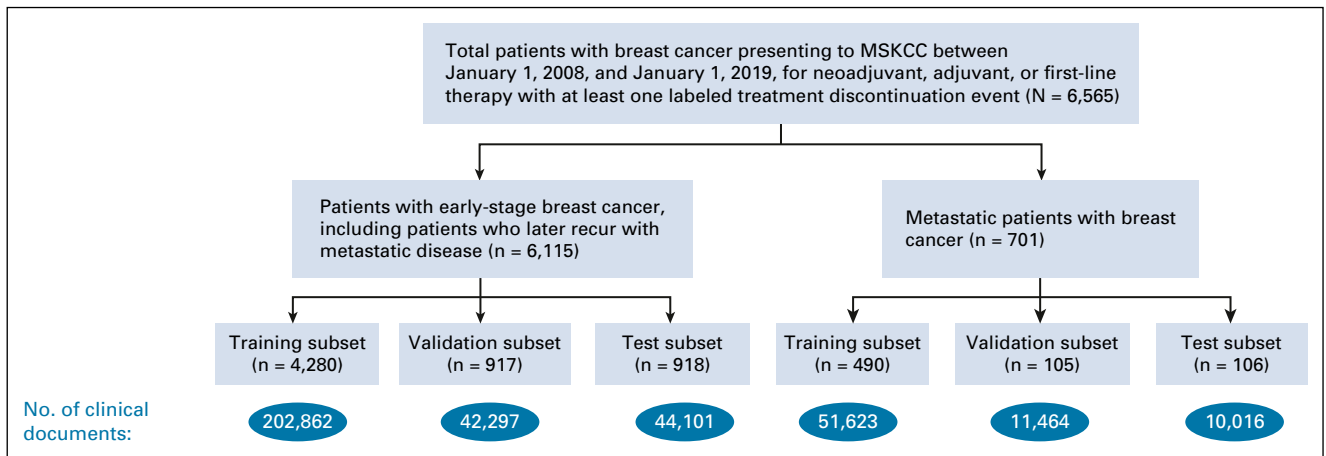 Total patients with breast cancer presenting to MSKCC between
January 1, 2008, and January 1, 2019, for neoadjuvant, adjuvant, or first-line
therapy with at least one labeled treatment discontinuation event (N = 6,565)
Patients with early-stage breast cancer,
including patients who later recur with
metastatic disease (n = 6,115)
Metastatic patients with breast
cancer (n = 701)
Training subset
(n = 4,280)
Validation subset
(n = 917)
Test subset
(n = 918)
Training subset
(n = 490)
Validation subset
(n = 105)
Test subset
(n = 106)
No. of clinical
documents:
202,862
42,297
44,101
51,623
11,464
10,016